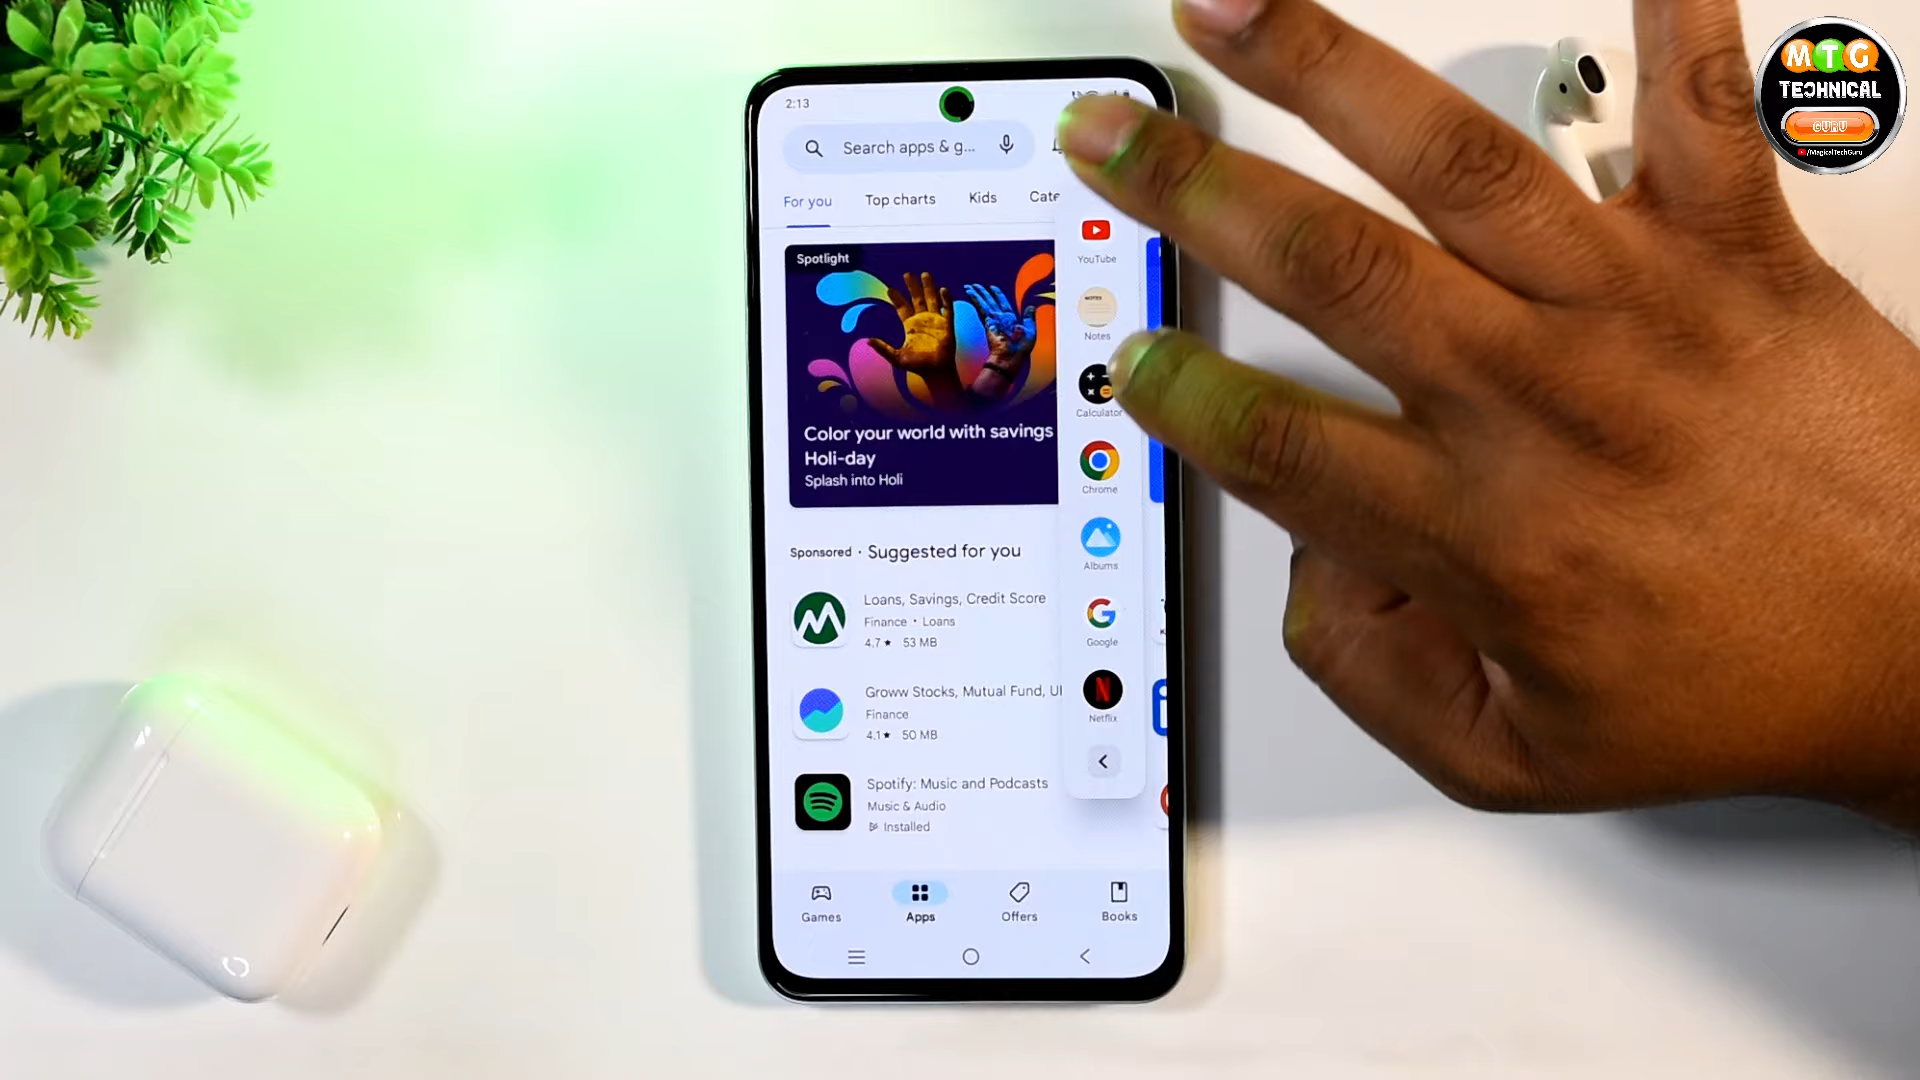 2:13
Search apps & g...
For you
Top charts
Kids
Cate
Spotlight
Color your world with savings
Holi-day
Splash into Holi
Sponsored • Suggested for you
Loans, Savings, Credit Score
Finance • Loans
4.7★ 53 MB
Groww Stocks, Mutual Fund, UI
Finance
4.1★ 50 MB
Spotify: Music and Podcasts
Music & Audio
Installed
YouTube
NOTES
Notes
Calculator
Chrome
Albums
Google
Netflix
Games
Apps
Offers
Books
MTG
TECHNICAL
GURU
/MagicalTechGuru